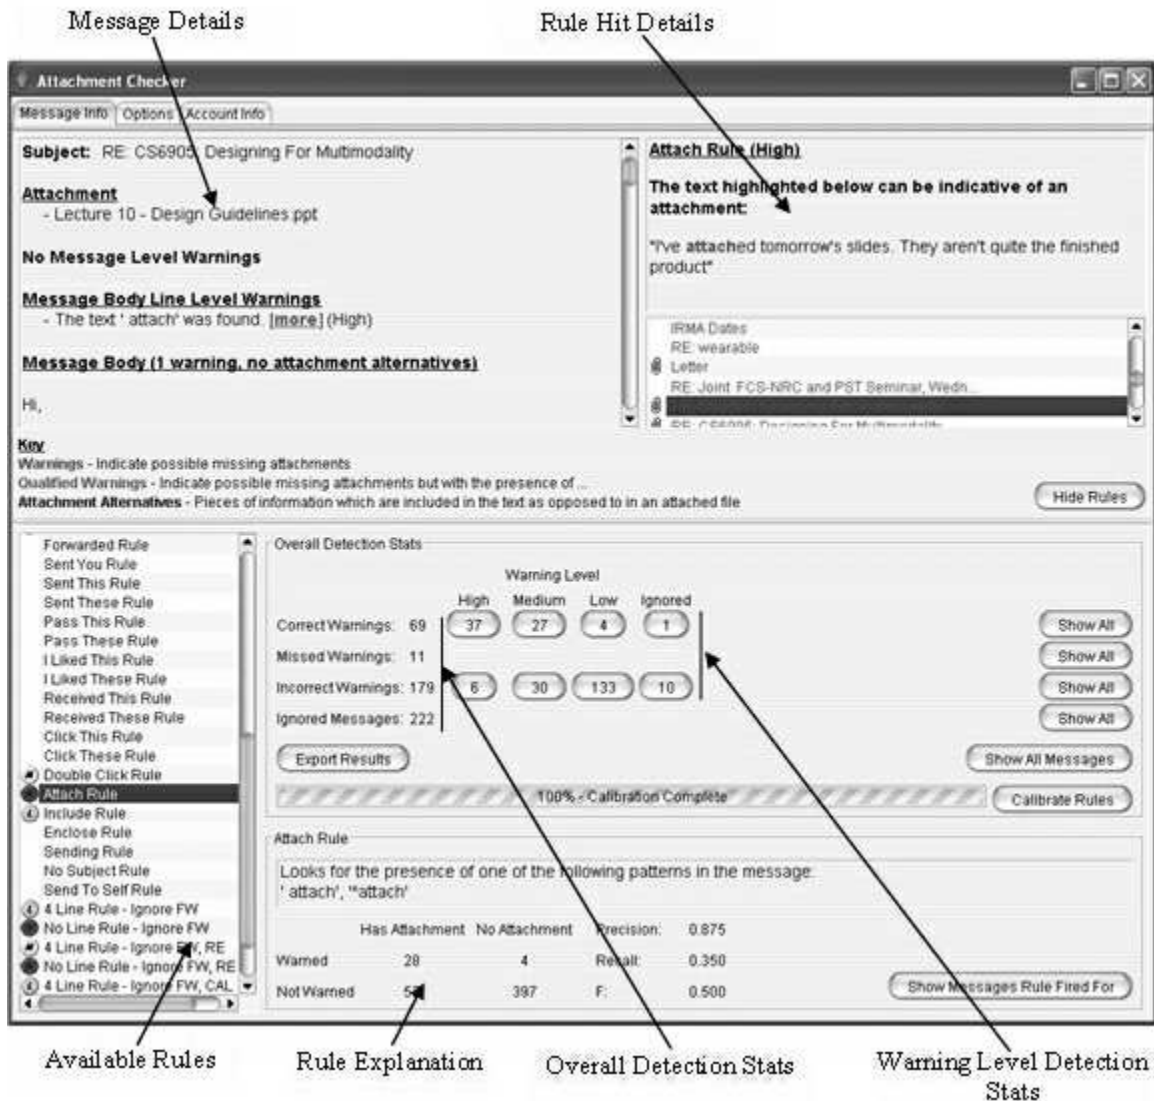 Message Details
Rule Hit Details
Attachment Checker
Message Info Options Account Info
Subject: RE: CS6905: Designing For Multimodality
Attachment
- Lecture 10 - Design Guidelines.ppt
No Message Level Warnings
Message Body Line Level Warnings
- The text ' attach' was found. [more] (High)
Message Body (1 warning, no attachment alternatives)
Hi,
Attach Rule (High)
The text highlighted below can be indicative of an
attachment:
"I've attached tomorrow's slides. They aren't quite the finished
product"
IRMA Dates
RE: wearable
Letter
RE: Joint FCS-NRC and PST Seminar, Wedn...
RE: CS6905: Designing For Multimodality
Key
Warnings - Indicate possible missing attachments
Qualified Warnings - Indicate possible missing attachments but with the presence of ...
Attachment Alternatives - Pieces of information which are included in the text as opposed to in an attached file
Hide Rules
Forwarded Rule
Sent You Rule
Sent This Rule
Sent These Rule
Pass This Rule
Pass These Rule
I Liked This Rule
I Liked These Rule
Received This Rule
Received These Rule
Click This Rule
Click These Rule
Double Click Rule
Attach Rule
Include Rule
Enclose Rule
Sending Rule
No Subject Rule
Send To Self Rule
4 Line Rule - Ignore FW
No Line Rule - Ignore FW
4 Line Rule - Ignore FW, RE
No Line Rule - Ignore FW, RE
4 Line Rule - Ignore FW, CAL
Overall Detection Stats
Warning Level
High Medium Low Ignored
Correct Warnings: 69 37 27 4 1 Show All
Missed Warnings: 11 Show All
Incorrect Warnings: 179 6 30 133 10 Show All
Ignored Messages: 222 Show All
Export Results Show All Messages
100% - Calibration Complete Calibrate Rules
Attach Rule
Looks for the presence of one of the following patterns in the message:
' attach', '*attach'
Has Attachment No Attachment Precision: 0.875
Warned 28 4 Recall: 0.350
Not Warned 397 F: 0.500
Show Messages Rule Fired For
Available Rules
Rule Explanation
Overall Detection Stats
Warning Level Detection
Stats